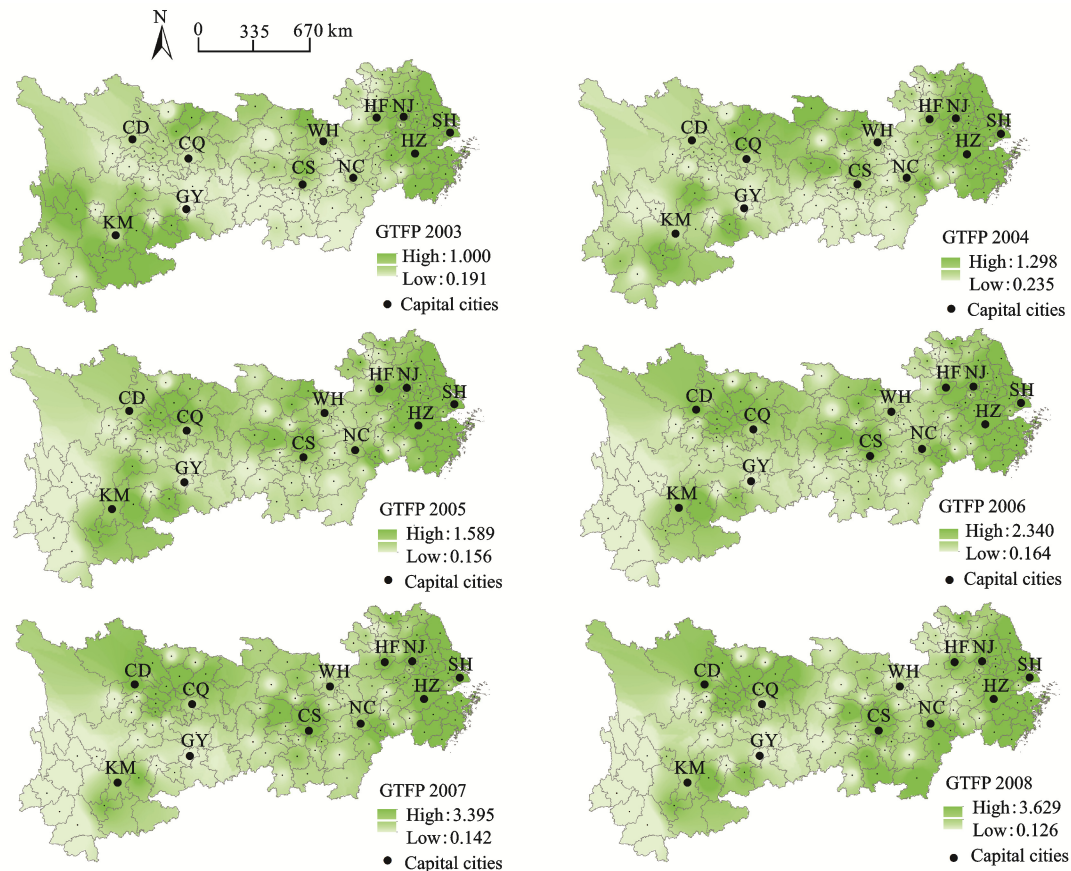 N
0 335 670 km
HF NJ
SH
CD
WH
HZ
CQ
CS
NC
GY
KM
GTFP 2003
High:1.000
Low:0.191
Capital cities
HF NJ
SH
CD
WH
HZ
CQ
CS
NC
GY
KM
GTFP 2004
High:1.298
Low:0.235
Capital cities
HF NJ
SH
CD
WH
HZ
CQ
CS
NC
GY
KM
GTFP 2005
High:1.589
Low:0.156
Capital cities
HF NJ
SH
CD
WH
HZ
CQ
CS
NC
GY
KM
GTFP 2006
High:2.340
Low:0.164
Capital cities
HF NJ
SH
CD
WH
HZ
CQ
CS
NC
GY
KM
GTFP 2007
High:3.395
Low:0.142
Capital cities
HF NJ
SH
CD
WH
HZ
CQ
CS
NC
GY
KM
GTFP 2008
High:3.629
Low:0.126
Capital cities